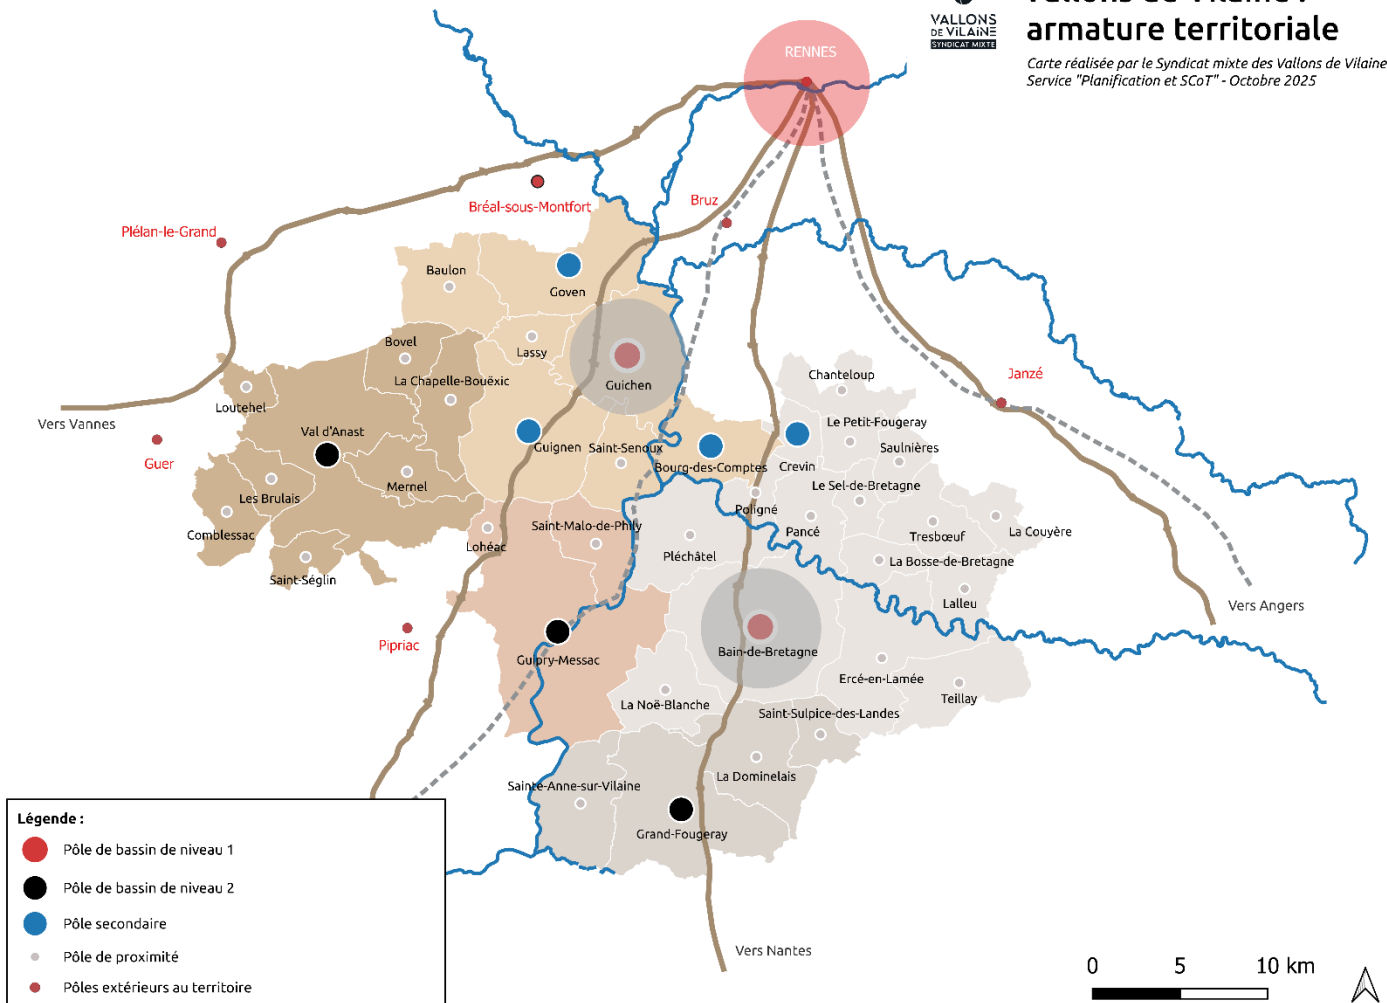 Vallons de Vilaine :
armature territoriale
VALLONS
DE VILAINE
SYNDICAT MIXTE
Carte réalisée par le Syndicat mixte des Vallons de Vilaine
Service "Planification et SCoT" - Octobre 2025
RENNES
Bréal-sous-Montfort
Bruz
Plélan-le-Grand
Baulon
Goven
Bovel
Lassy
La Chapelle-Bouëxic
Guichen
Chanteloup
Janzé
Loutehel
Vers Vannes
Val d'Anast
Le Petit-Fougeray
Guer
Guignen
Saint-Senoux
Saulnières
Bourg-des-Comptes
Crevin
Mernel
Le Sel-de-Bretagne
Les Brulais
Poligné
Comblessac
Lohéac
Saint-Malo-de-Phily
Pancé
Tresbœuf
La Couyère
Pléchâtel
La Bosse-de-Bretagne
Saint-Séglin
Lalleu
Vers Angers
Pipriac
Guipry-Messac
Bain-de-Bretagne
Ercé-en-Lamée
Teillay
La Noë-Blanche
Saint-Sulpice-des-Landes
La Dominelais
Sainte-Anne-sur-Vilaine
Grand-Fougeray
Vers Nantes
Légende :
Pôle de bassin de niveau 1
Pôle de bassin de niveau 2
Pôle secondaire
Pôle de proximité
Pôles extérieurs au territoire
0 5 10 km